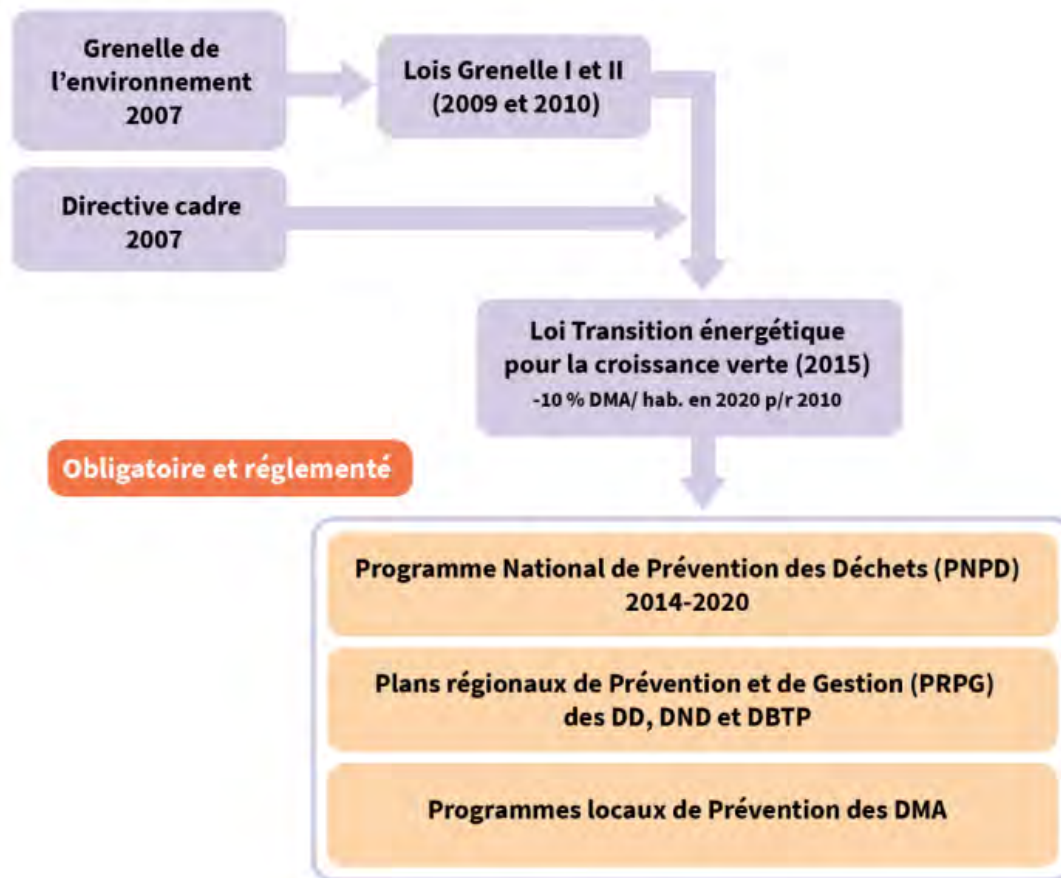 Grenelle de
l'environnement
2007
Lois Grenelle I et II
(2009 et 2010)
Directive cadre
2007
Loi Transition énergétique
pour la croissance verte (2015)
-10 % DMA/ hab. en 2020 p/r 2010
Obligatoire et réglementé
Programme National de Prévention des Déchets (PNPD)
2014-2020
Plans régionaux de Prévention et de Gestion (PRPG)
des DD, DND et DBTP
Programmes locaux de Prévention des DMA